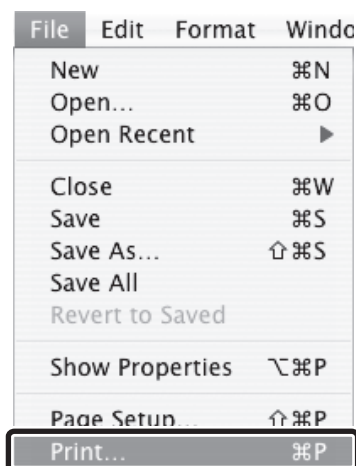 File Edit Format Windo
New ⌘N
Open... ⌘O
Open Recent ▶
Close ⌘W
Save ⌘S
Save As... ⇧⌘S
Save All
Revert to Saved
Show Properties ⌥⌘P
Page Setup... ⇧⌘P
Print... ⌘P